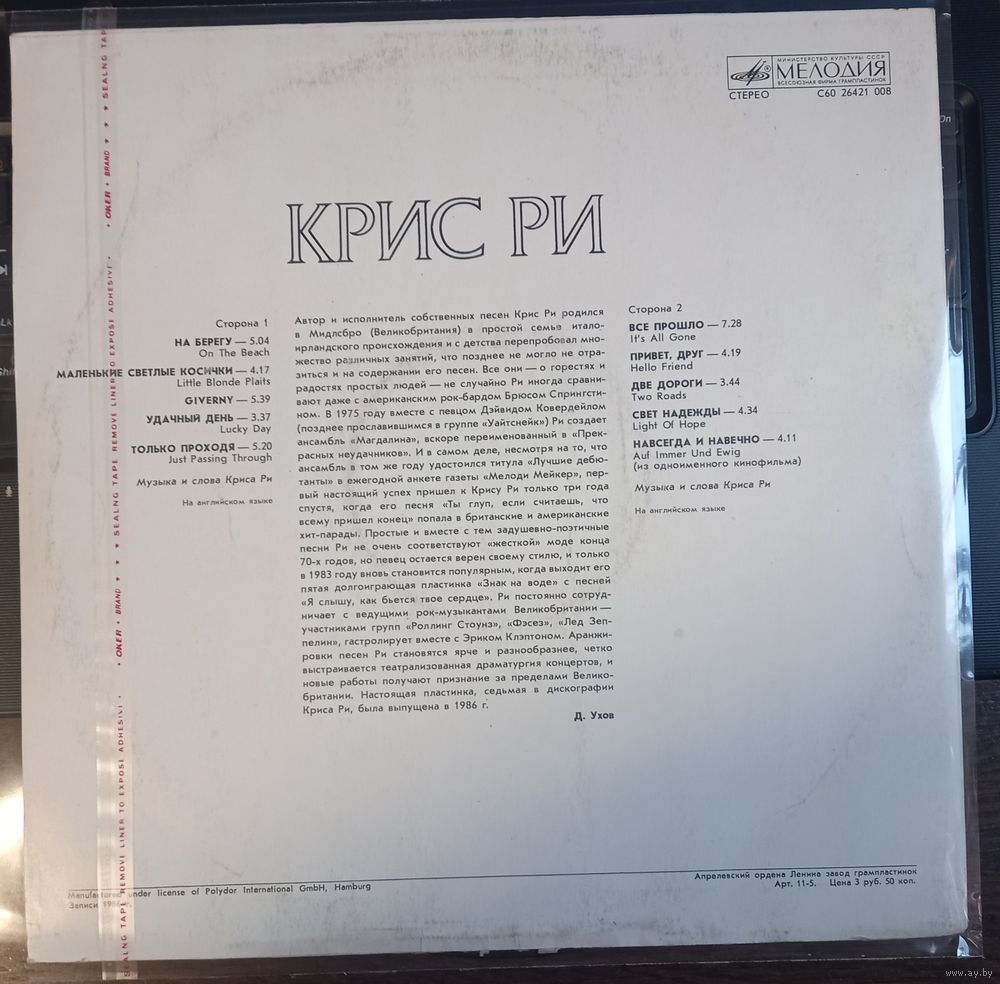 МИНИСТЕРСТВО КУЛЬТУРЫ СССР
МЕЛОДИЯ
ВСЕСОЮЗНАЯ ФИРМА ГРАМПЛАСТИНОК
СТЕРЕО С60 26421 008
КРИС РИ
Сторона 1
НА БЕРЕГУ — 5.04
On The Beach
МАЛЕНЬКИЕ СВЕТЛЫЕ КОСИЧКИ — 4.17
Little Blonde Plaits
GIVERNY — 5.39
УДАЧНЫЙ ДЕНЬ — 3.37
Lucky Day
ТОЛЬКО ПРОХОДЯ — 5.20
Just Passing Through
Музыка и слова Криса Ри
На английском языке
Автор и исполнитель собственных песен Крис Ри родился
в Мидлсбро (Великобритания) в простой семье итало-
ирландского происхождения и с детства перепробовал мно-
жество различных занятий, что позднее не могло не отра-
зиться и на содержании его песен. Все они — о горестях и
радостях простых людей — не случайно Ри иногда сравни-
вают даже с американским рок-бардом Брюсом Спрингсти-
ном. В 1975 году вместе с певцом Дэйвидом Ковердейлом
(позднее прославившимся в группе «Уайтснейк») Ри создает
ансамбль «Магдалина», вскоре переименованный в «Прек-
расных неудачников». И в самом деле, несмотря на то, что
ансамбль в том же году удостоился титула «Лучшие дебю-
танты» в ежегодной анкете газеты «Мелоди Мейкер», пер-
вый настоящий успех пришел к Крису Ри только три года
спустя, когда его песня «Ты глуп, если считаешь, что
всему пришел конец» попала в британские и американские
хит-парады. Простые и вместе с тем задушевно-поэтичные
песни Ри не очень соответствуют «жесткой» моде конца
70-х годов, но певец остается верен своему стилю, и только
в 1983 году вновь становится популярным, когда выходит его
пятая долгоиграющая пластинка «Знак на воде» с песней
«Я слышу, как бьется твое сердце». Ри постоянно сотруд-
ничает с ведущими рок-музыкантами Великобритании —
участниками групп «Роллинг Стоунз», «Фэсез», «Лед Зеп-
пелин», гастролирует вместе с Эриком Клэптоном. Аранжи-
ровки песен Ри становятся ярче и разнообразнее, четко
выстраивается театрализованная драматургия концертов, и
новые работы получают признание за пределами Велико-
британии. Настоящая пластинка, седьмая в дискографии
Криса Ри, была выпущена в 1986 г.
Д. Ухов
Сторона 2
ВСЕ ПРОШЛО — 7.28
It's All Gone
ПРИВЕТ, ДРУГ — 4.19
Hello Friend
ДВЕ ДОРОГИ — 3.44
Two Roads
СВЕТ НАДЕЖДЫ — 4.34
Light Of Hope
НАВСЕГДА И НАВЕЧНО — 4.11
Auf Immer Und Ewig
(из одноименного кинофильма)
Музыка и слова Криса Ри
На английском языке
Manufactured under license of Polydor International GmbH, Hamburg
Записи 1986 г.
Апрелевский ордена Ленина завод грампластинок
Арт. 11-5. Цена 3 руб. 50 коп.
SEALNG TAPE REMOVE LINER TO EXPOSE ADHESIVE • OKER • BRAND
www.ay.by